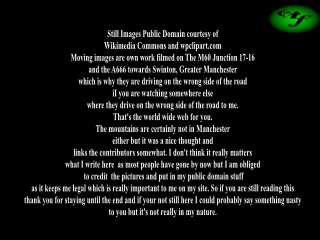 Still Images Public Domain courtesy of
Wikimedia Commons and wpclipart.com
Moving images are own work filmed on The M60 Junction 17-16
and the A666 towards Swinton, Greater Manchester
which is why they are driving on the wrong side of the road
if you are watching somewhere else
where they drive on the wrong side of the road to me.
That's the world wide web for you.
The mountains are certainly not in Manchester
either but it was a nice thought and
links the contributors somewhat. I don't think it really matters
what I write here as most people have gone by now but I am obliged
to credit the pictures and put in my public domain stuff
as it keeps me legal which is really important to me on my site. So if you are still reading this
thank you for staying until the end and if your not still here I could probably say something nasty
to you but it's not really in my nature.